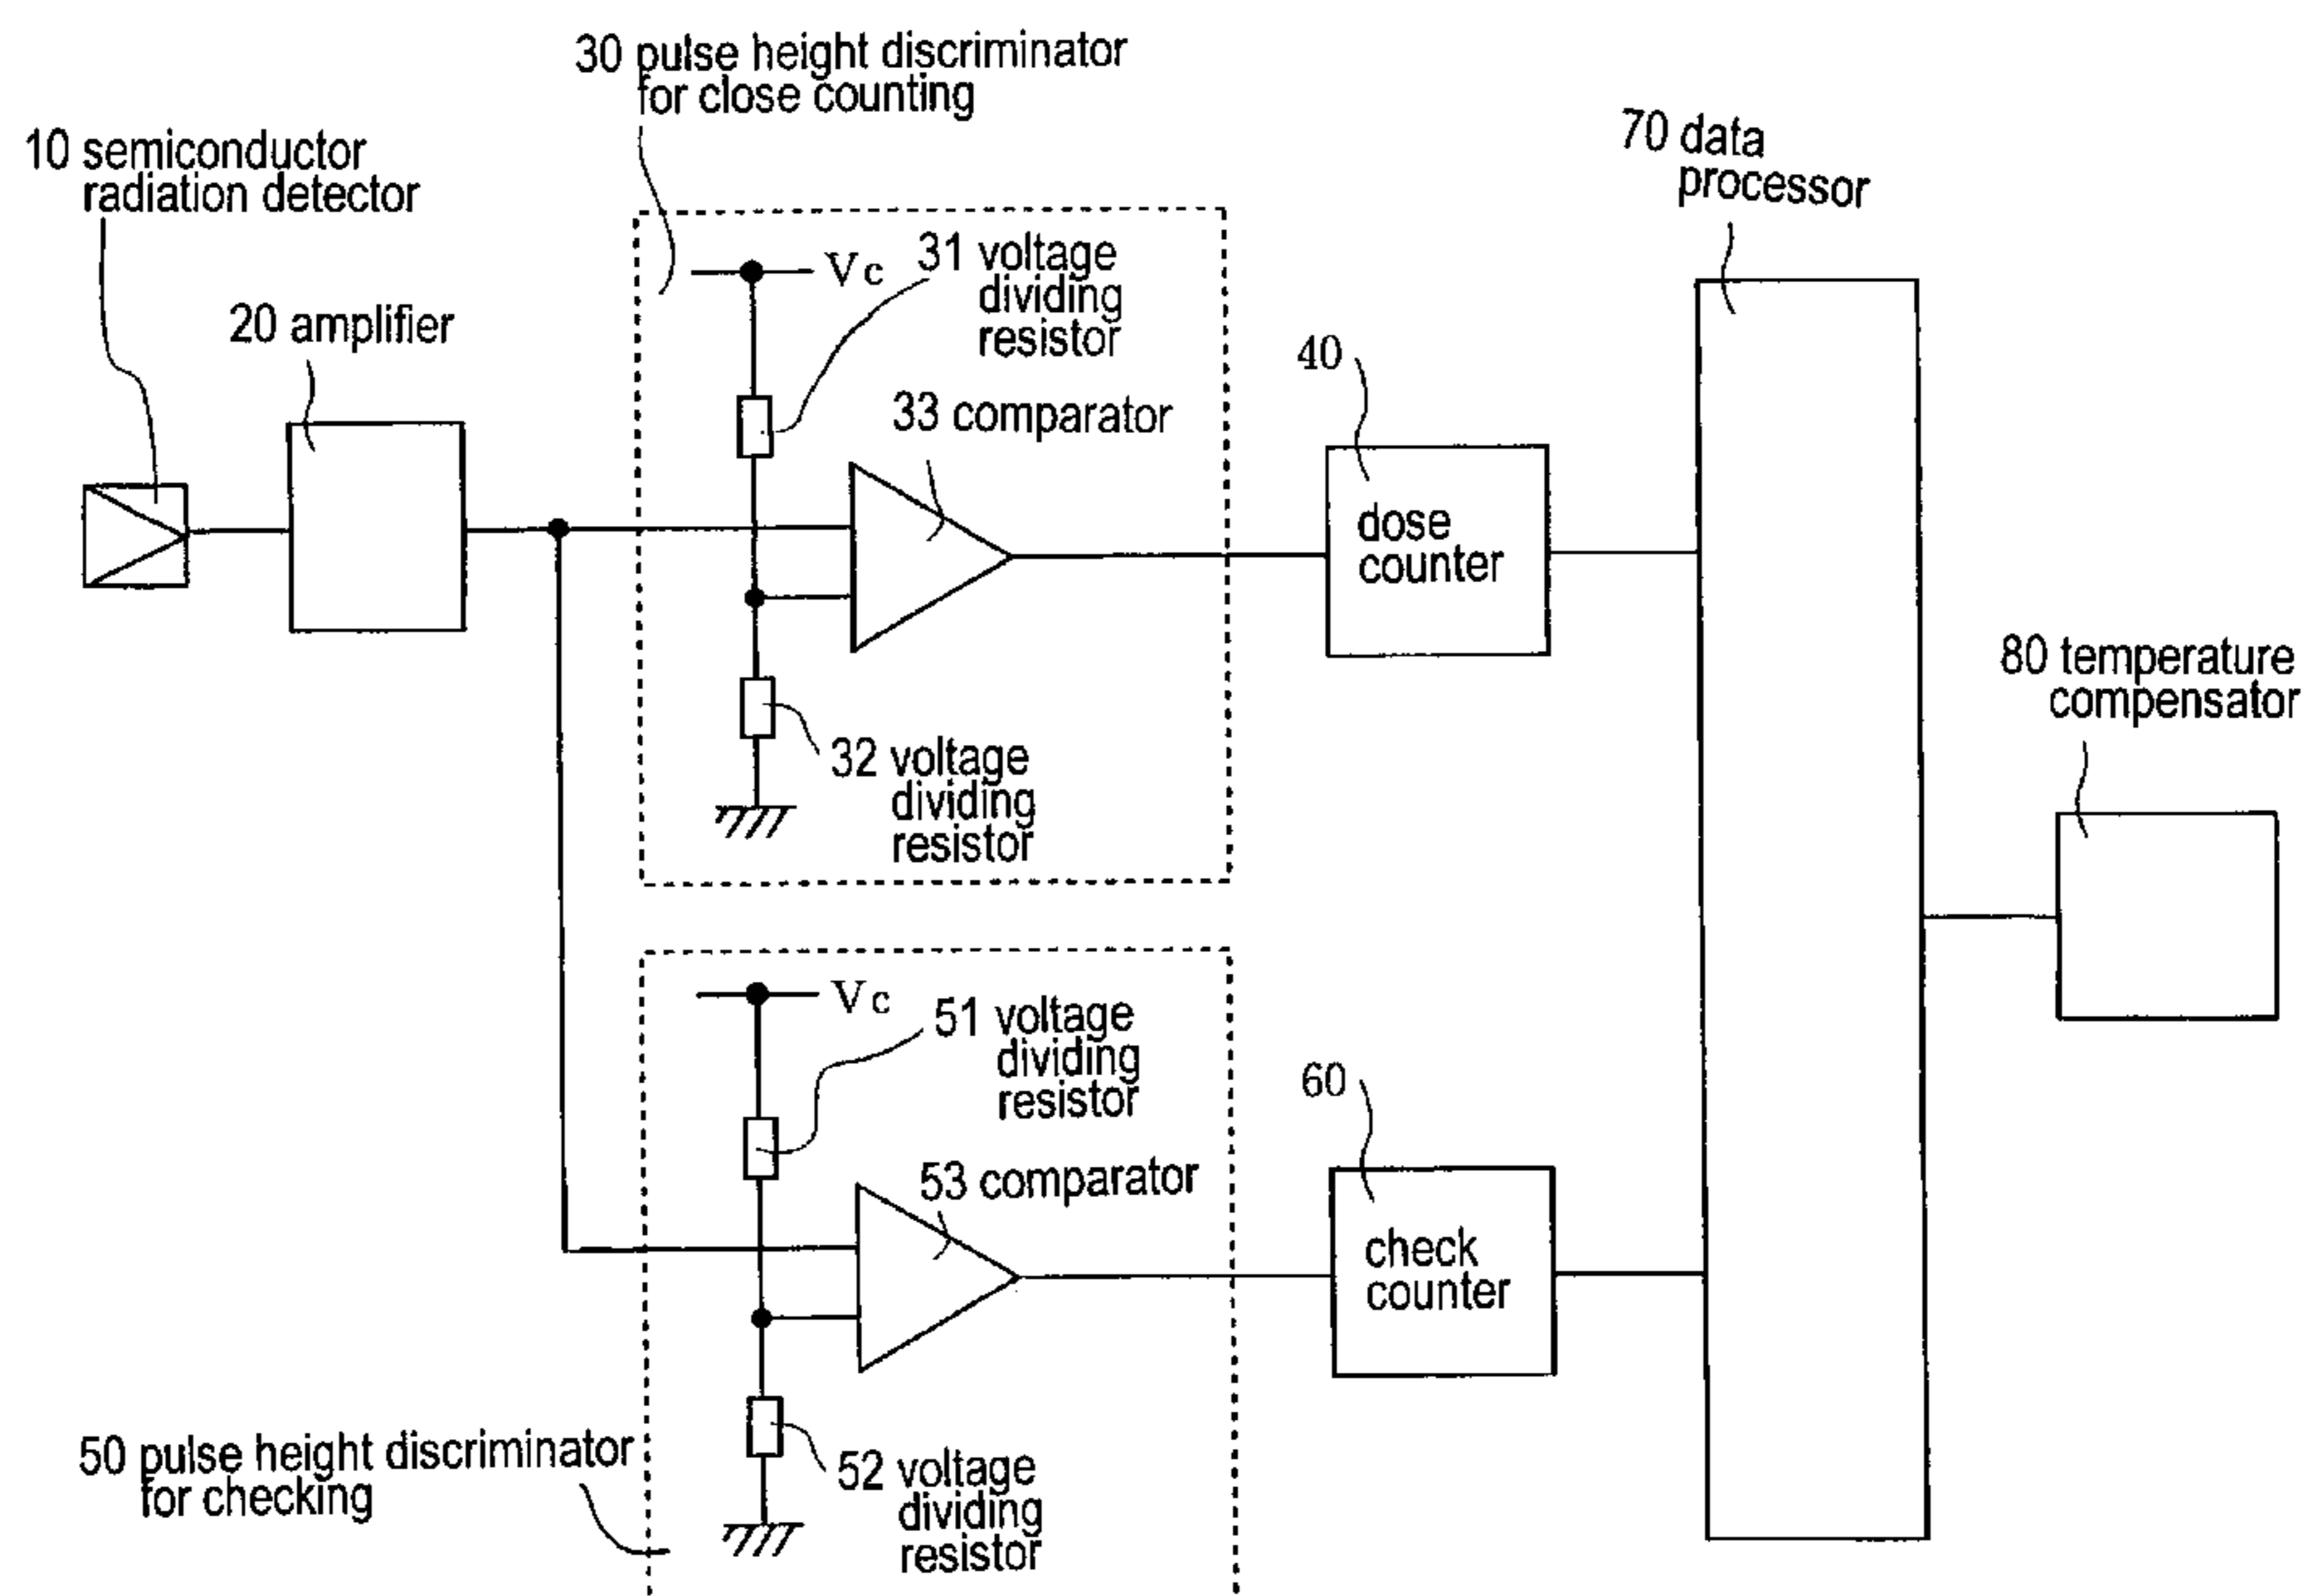 30 pulse height discriminator
for close counting
10 semiconductor
radiation detector
20 amplifier
Vc
31 voltage
dividing
resistor
33 comparator
32 voltage
dividing
resistor
40
dose
counter
70 data
processor
80 temperature
compensator
Vc
51 voltage
dividing
resistor
53 comparator
52 voltage
dividing
resistor
50 pulse height discriminator
for checking
60
check
counter